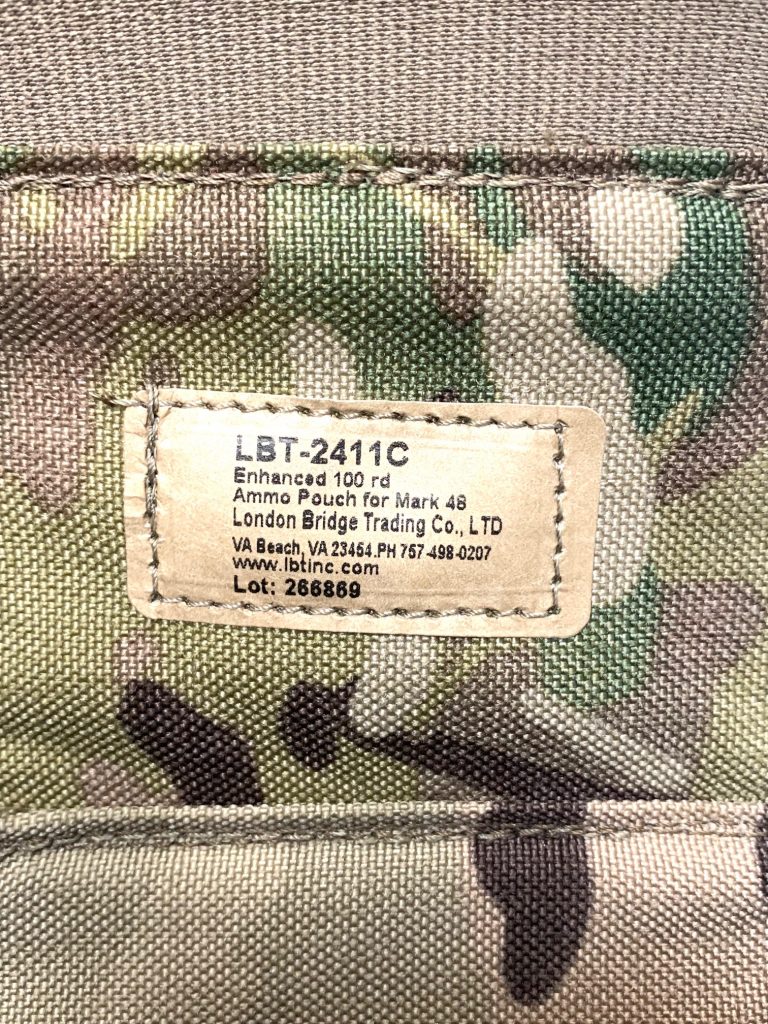 LBT-2411C
Enhanced 100 rd
Ammo Pouch for Mark 48
London Bridge Trading Co., LTD
VA Beach, VA 23454.PH 757-498-0207
www.lbtinc.com
Lot: 266869